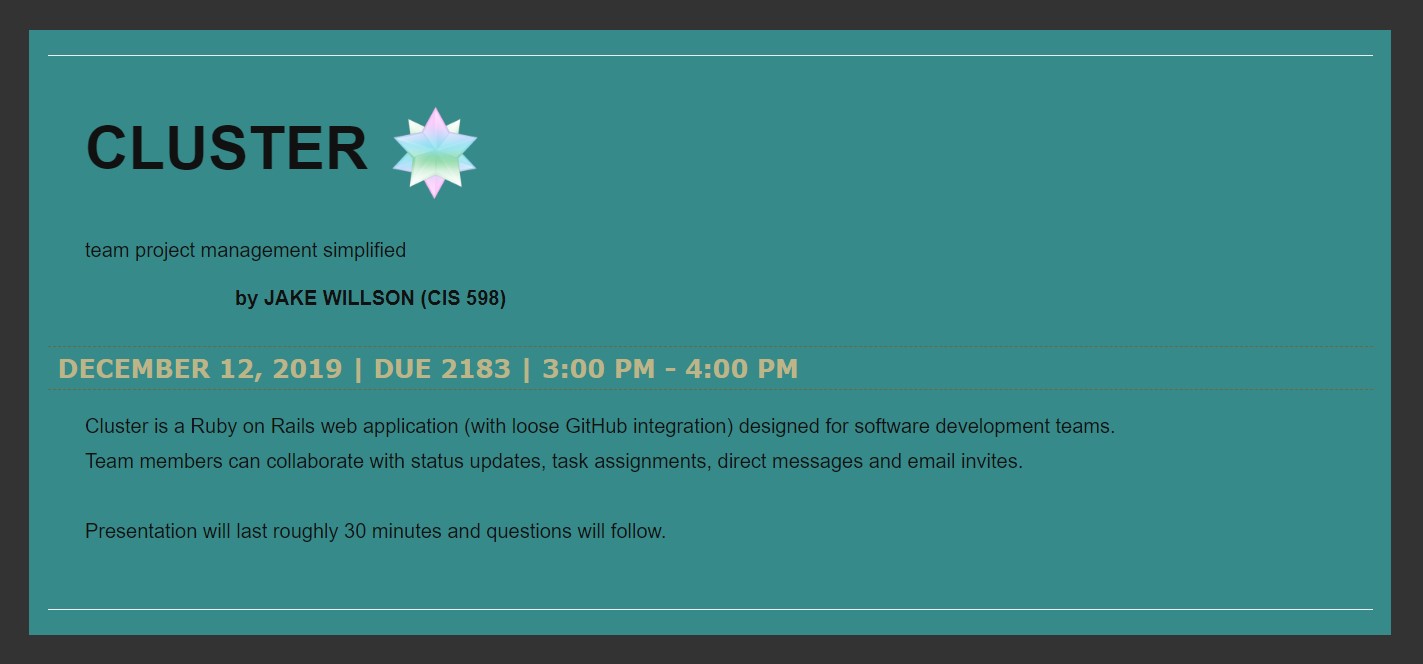 CLUSTER
team project management simplified
by JAKE WILLSON (CIS 598)
DECEMBER 12, 2019 | DUE 2183 | 3:00 PM - 4:00 PM
Cluster is a Ruby on Rails web application (with loose GitHub integration) designed for software development teams.
Team members can collaborate with status updates, task assignments, direct messages and email invites.
Presentation will last roughly 30 minutes and questions will follow.